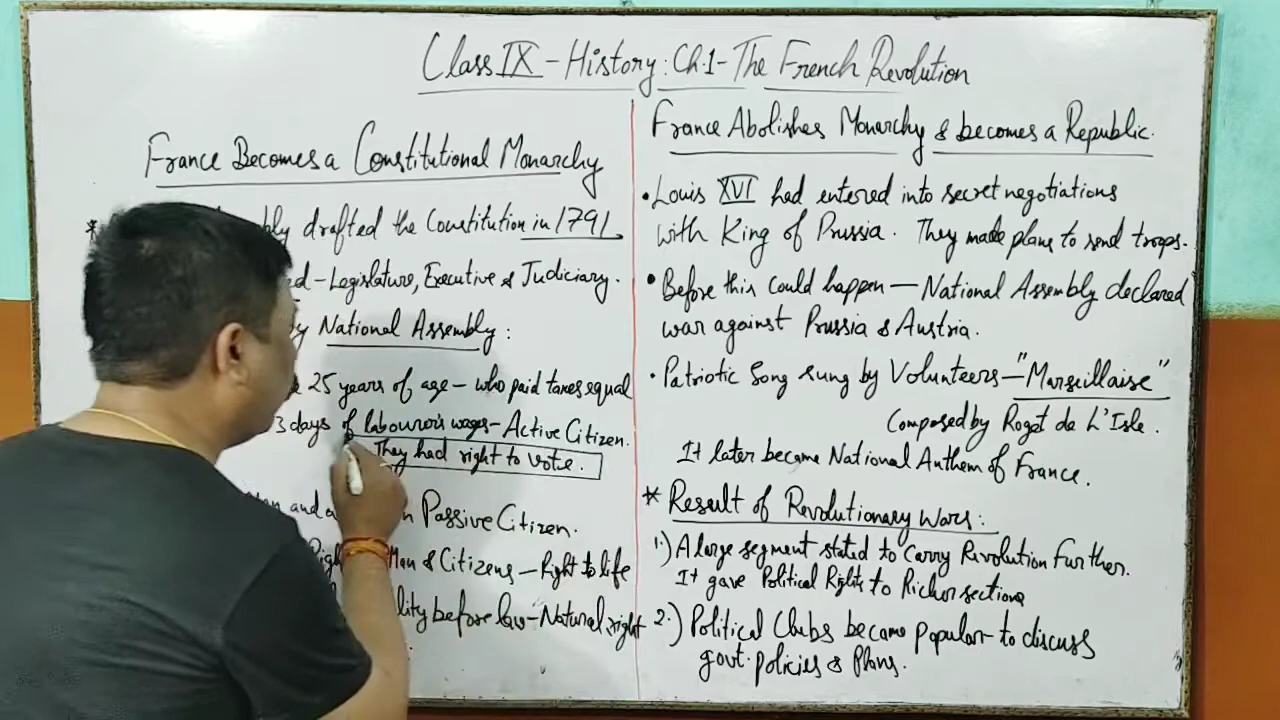 Class IX - History: Ch.1 - The French Revolution
France Becomes a Constitutional Monarchy
* drafted the Constitution in 1791.
Legislature, Executive & Judiciary.
by National Assembly:
25 years of age - who paid taxes equal
3 days of labourer's wages - Active Citizen.
They had right to vote.
and Passive Citizen.
Man & Citizens - Right to life
before law - Natural right
France Abolishes Monarchy & becomes a Republic.
• Louis XVI had entered into secret negotiations
with King of Prussia. They made plans to send troops.
• Before this could happen — National Assembly declared
war against Prussia & Austria.
• Patriotic Song sung by Volunteers - "Marseillaise"
Composed by Roget de L'Isle.
It later became National Anthem of France.
* Result of Revolutionary Wars:
1.) A large segment stated to Carry Revolution Further.
It gave Political Rights to Richer sections
2.) Political Clubs became popular to discuss
govt. policies & Plans.